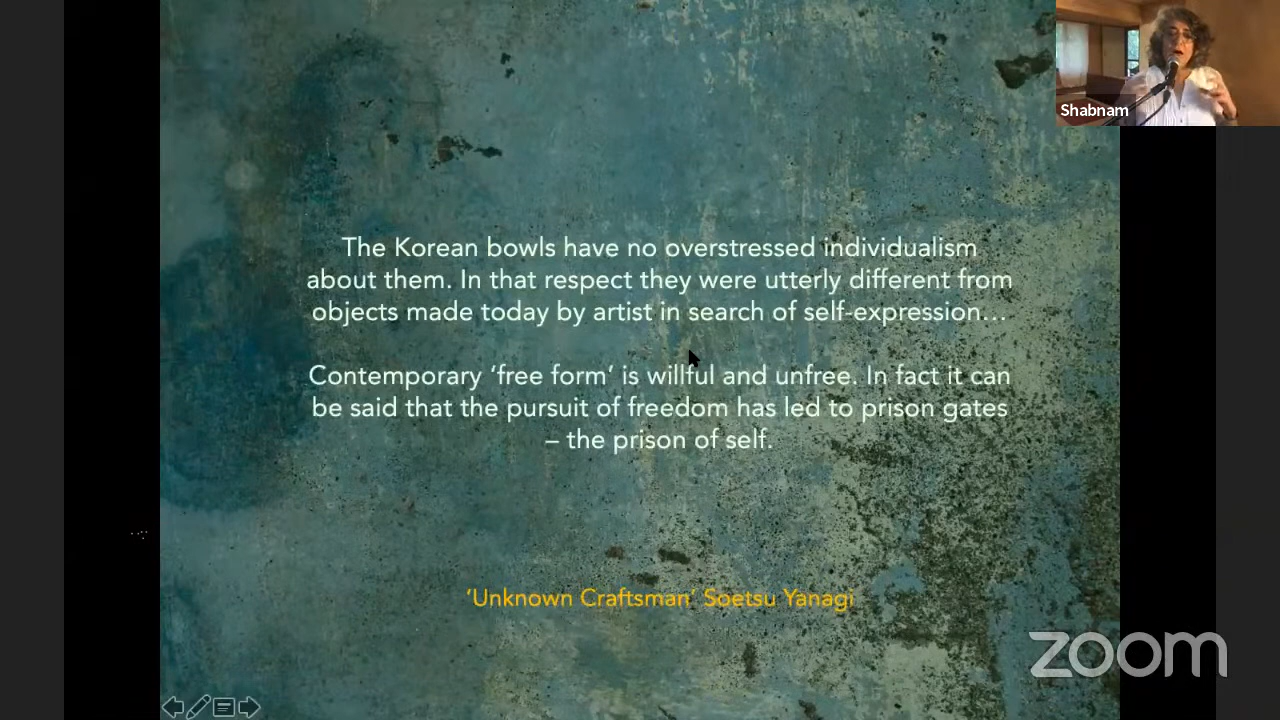 Shabnam
The Korean bowls have no overstressed individualism
about them. In that respect they were utterly different from
objects made today by artist in search of self-expression…
Contemporary ‘free form’ is willful and unfree. In fact it can
be said that the pursuit of freedom has led to prison gates
– the prison of self.
‘Unknown Craftsman’ Soetsu Yanagi
zoom